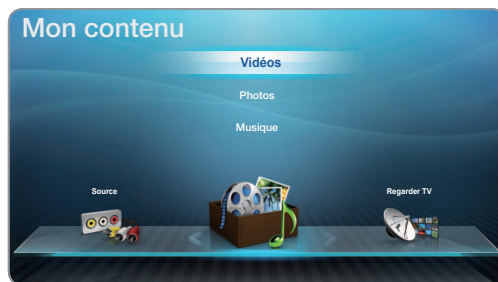 Mon contenu
Vidéos
Photos
Musique
Source
Regarder TV